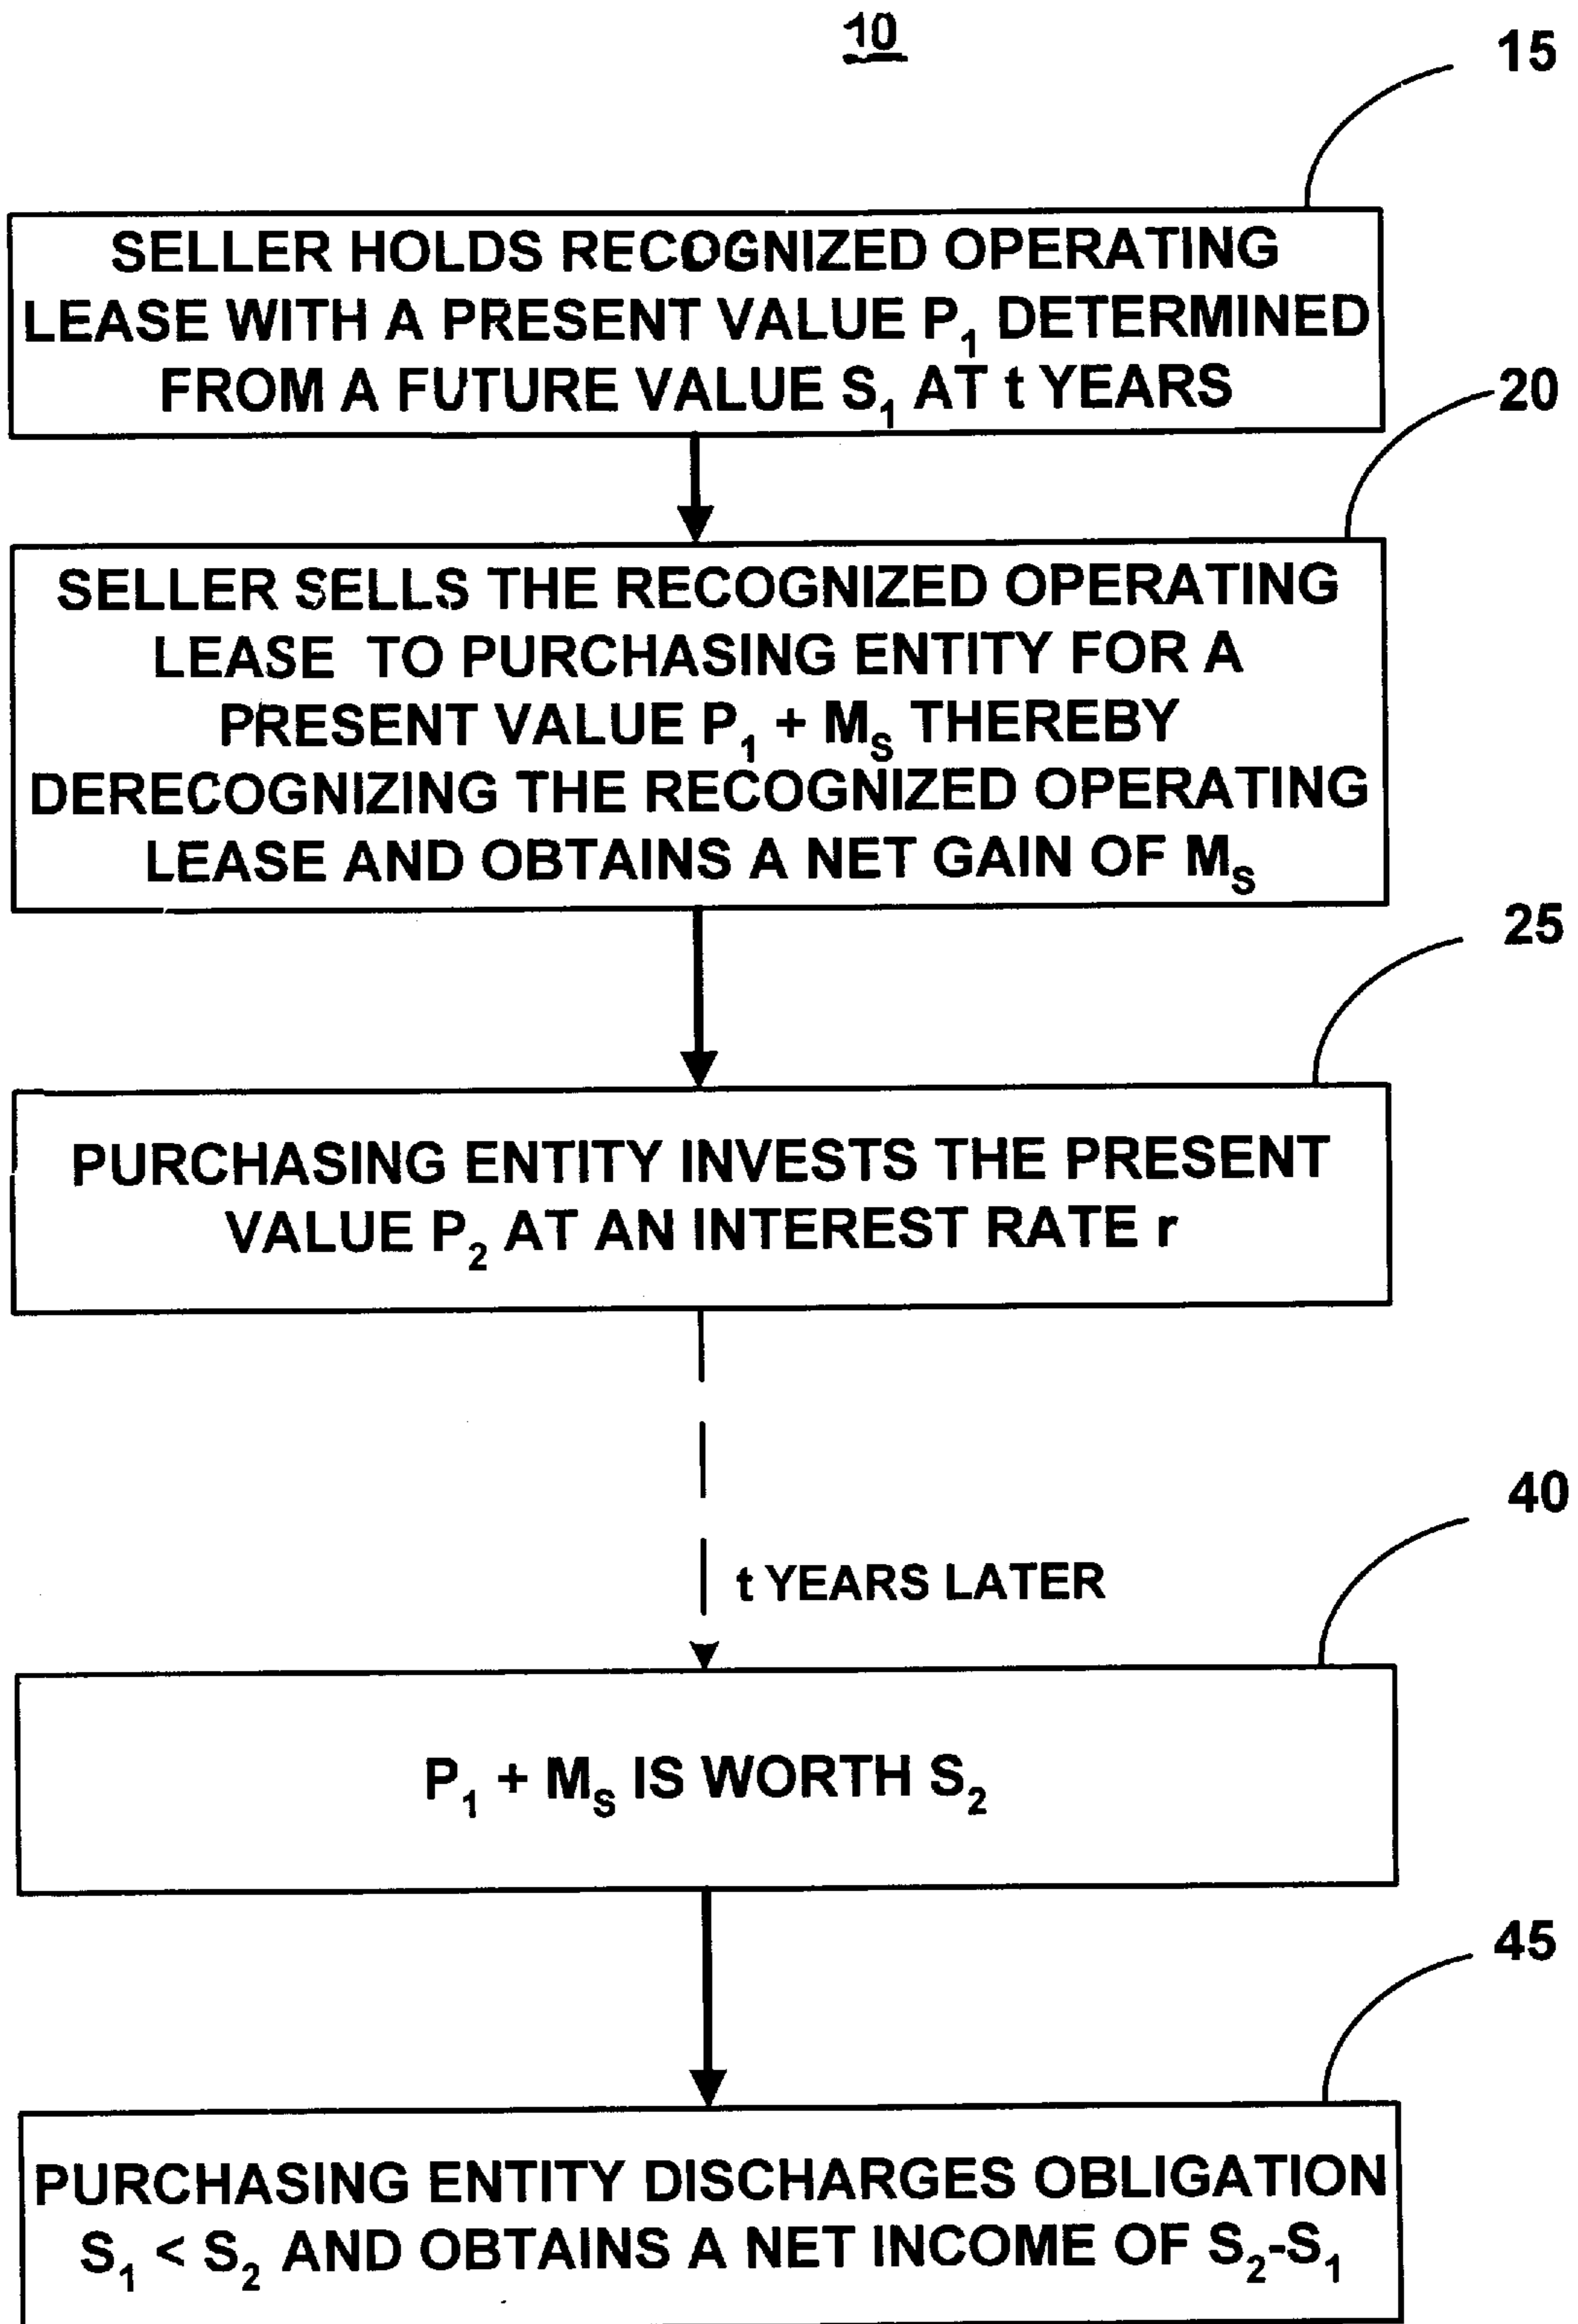 10
15
SELLER HOLDS RECOGNIZED OPERATING
LEASE WITH A PRESENT VALUE P₁ DETERMINED
FROM A FUTURE VALUE S₁ AT t YEARS
20
SELLER SELLS THE RECOGNIZED OPERATING
LEASE TO PURCHASING ENTITY FOR A
PRESENT VALUE P₁ + Mₛ THEREBY
DERECOGNIZING THE RECOGNIZED OPERATING
LEASE AND OBTAINS A NET GAIN OF Mₛ
25
PURCHASING ENTITY INVESTS THE PRESENT
VALUE P₂ AT AN INTEREST RATE r
t YEARS LATER
40
P₁ + Mₛ IS WORTH S₂
45
PURCHASING ENTITY DISCHARGES OBLIGATION
S₁ < S₂ AND OBTAINS A NET INCOME OF S₂-S₁